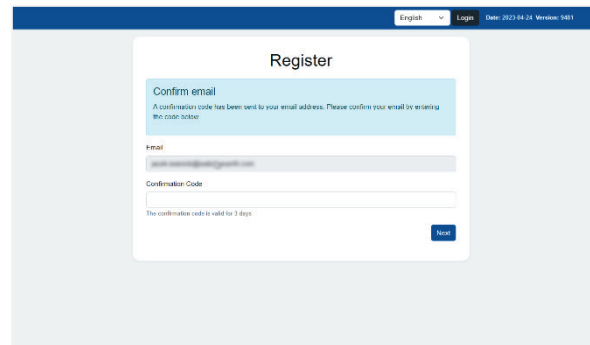 English
Login
Date: 2023-04-24 Version: 9481
Register
Confirm email
A confirmation code has been sent to your email address. Please confirm your email by entering
the code below
Email
Confirmation Code
The confirmation code is valid for 3 days
Next